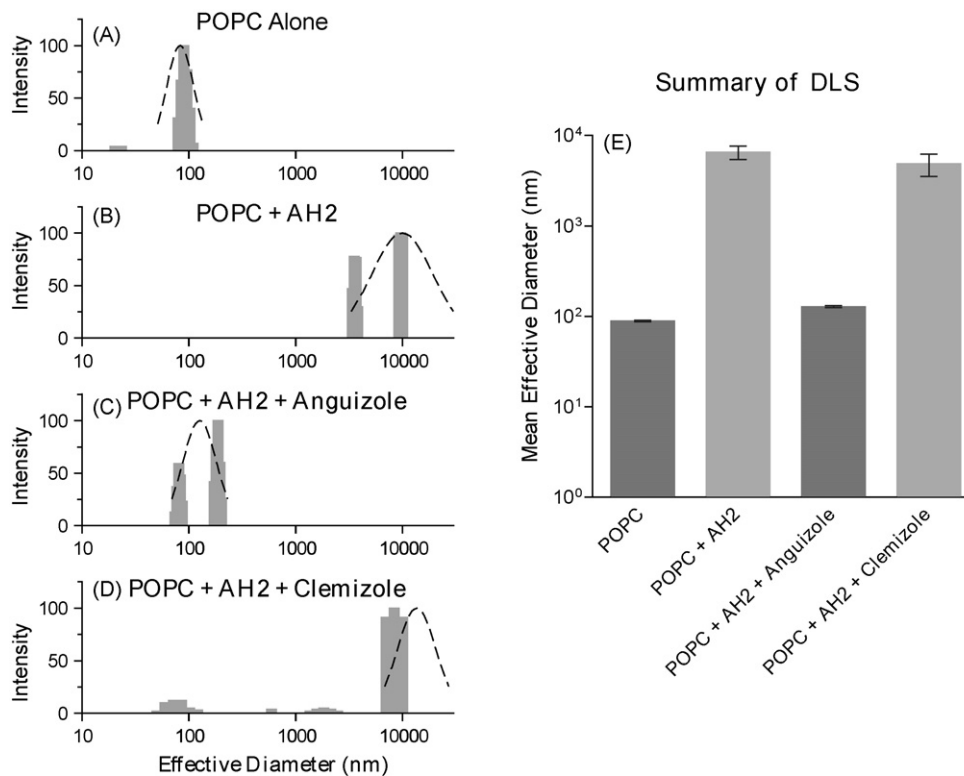 (A) POPC Alone
Intensity
100
50
0
10 100 1000 10000
(B) POPC + AH2
Intensity
100
50
0
10 100 1000 10000
(C) POPC + AH2 + Anguizole
Intensity
100
50
0
10 100 1000 10000
(D) POPC + AH2 + Clemizole
Intensity
100
50
0
10 100 1000 10000
Effective Diameter (nm)
Summary of DLS
(E)
Mean Effective Diameter (nm)
10⁴
10³
10²
10¹
10⁰
POPC
POPC + AH2
POPC + AH2 + Anguizole
POPC + AH2 + Clemizole